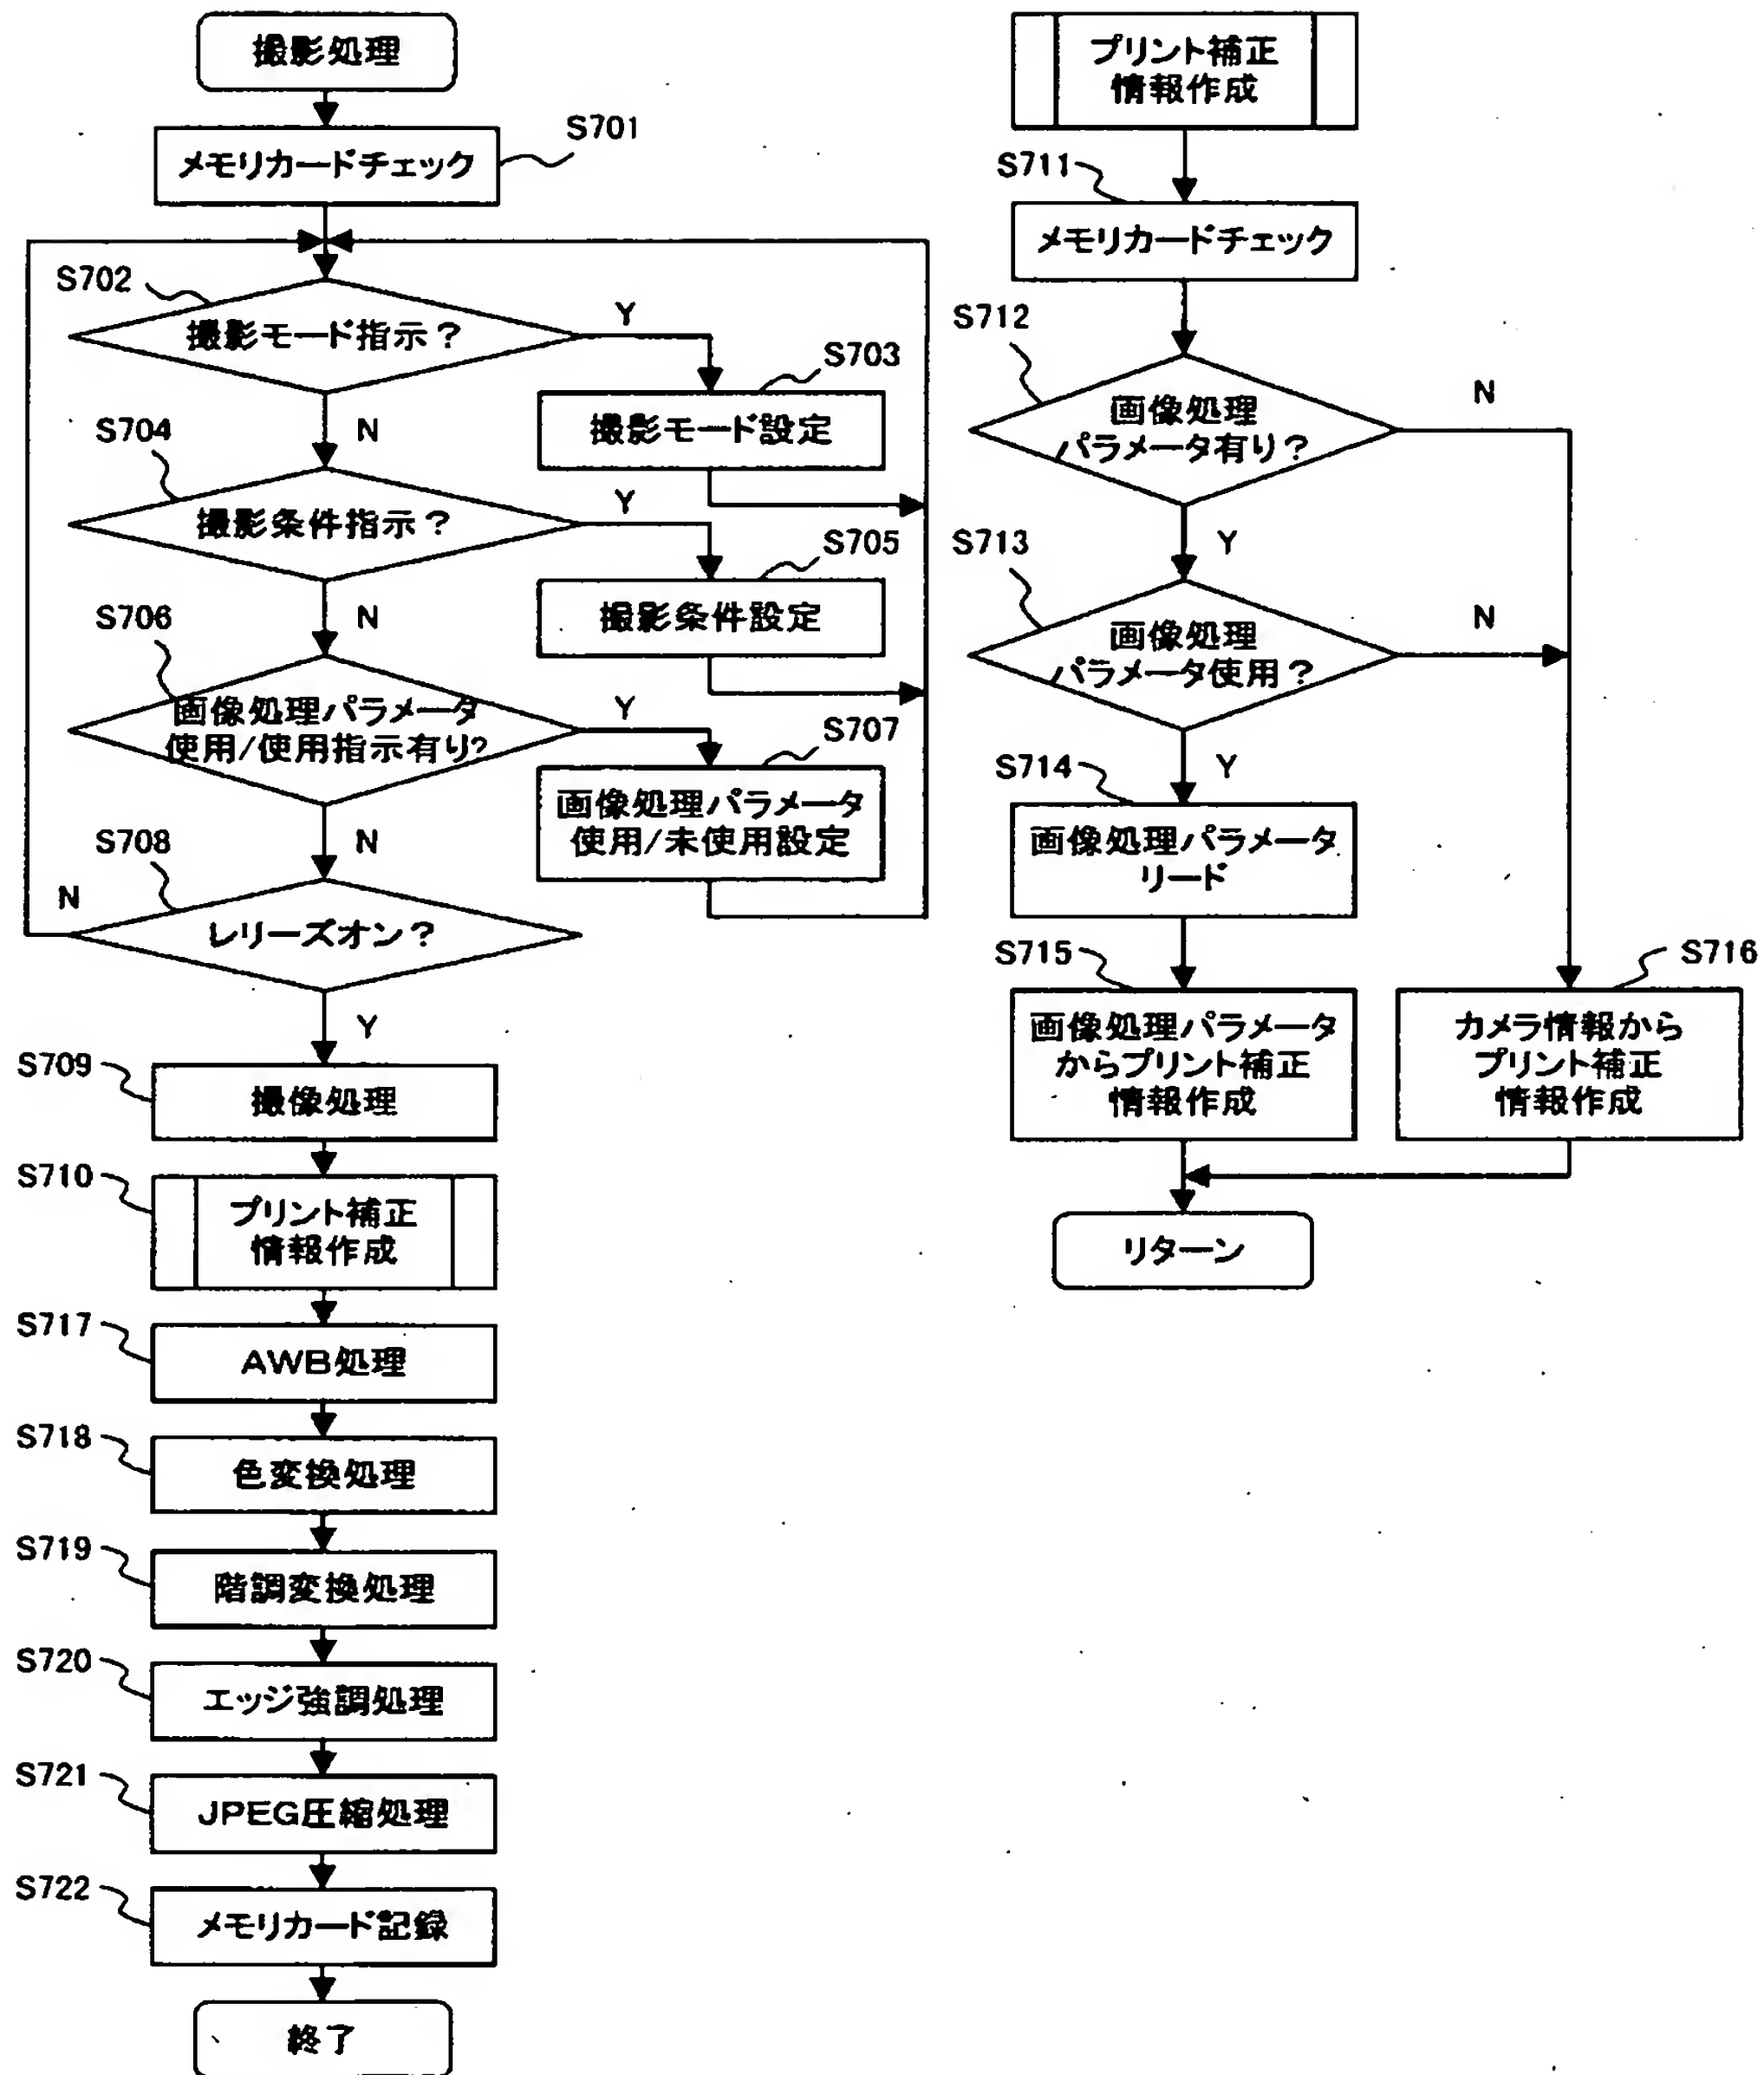 撮影処理
S701
メモリカードチェック
S702
撮影モード指示？
Y
S703
撮影モード設定
N
S704
撮影条件指示？
Y
S705
撮影条件設定
N
S706
画像処理パラメータ
使用/使用指示有り？
Y
S707
画像処理パラメータ
使用/未使用設定
N
S708
N
レリーズオン？
Y
S709
撮像処理
S710
プリント補正
情報作成
S717
AWB処理
S718
色変換処理
S719
階調変換処理
S720
エッジ強調処理
S721
JPEG圧縮処理
S722
メモリカード記録
終了
プリント補正
情報作成
S711
メモリカードチェック
S712
画像処理
パラメータ有り？
N
Y
S713
画像処理
パラメータ使用？
N
Y
S714
画像処理パラメータ
リード
S715
画像処理パラメータ
からプリント補正
情報作成
S716
カメラ情報から
プリント補正
情報作成
リターン